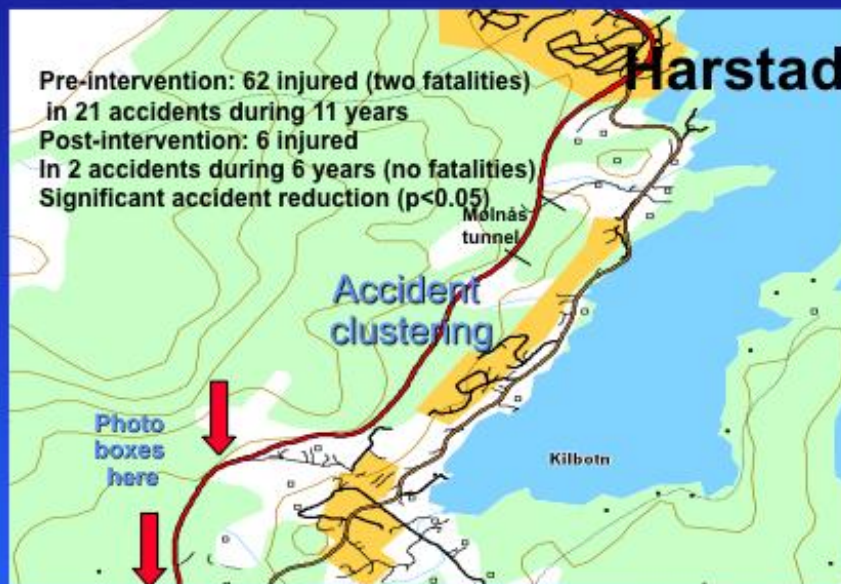 Harstad
Pre-intervention: 62 injured (two fatalities)
in 21 accidents during 11 years
Post-intervention: 6 injured
In 2 accidents during 6 years (no fatalities)
Significant accident reduction (p<0.05)
Mølnås
tunnel
Accident
clustering
Photo
boxes
here
Kilbotn